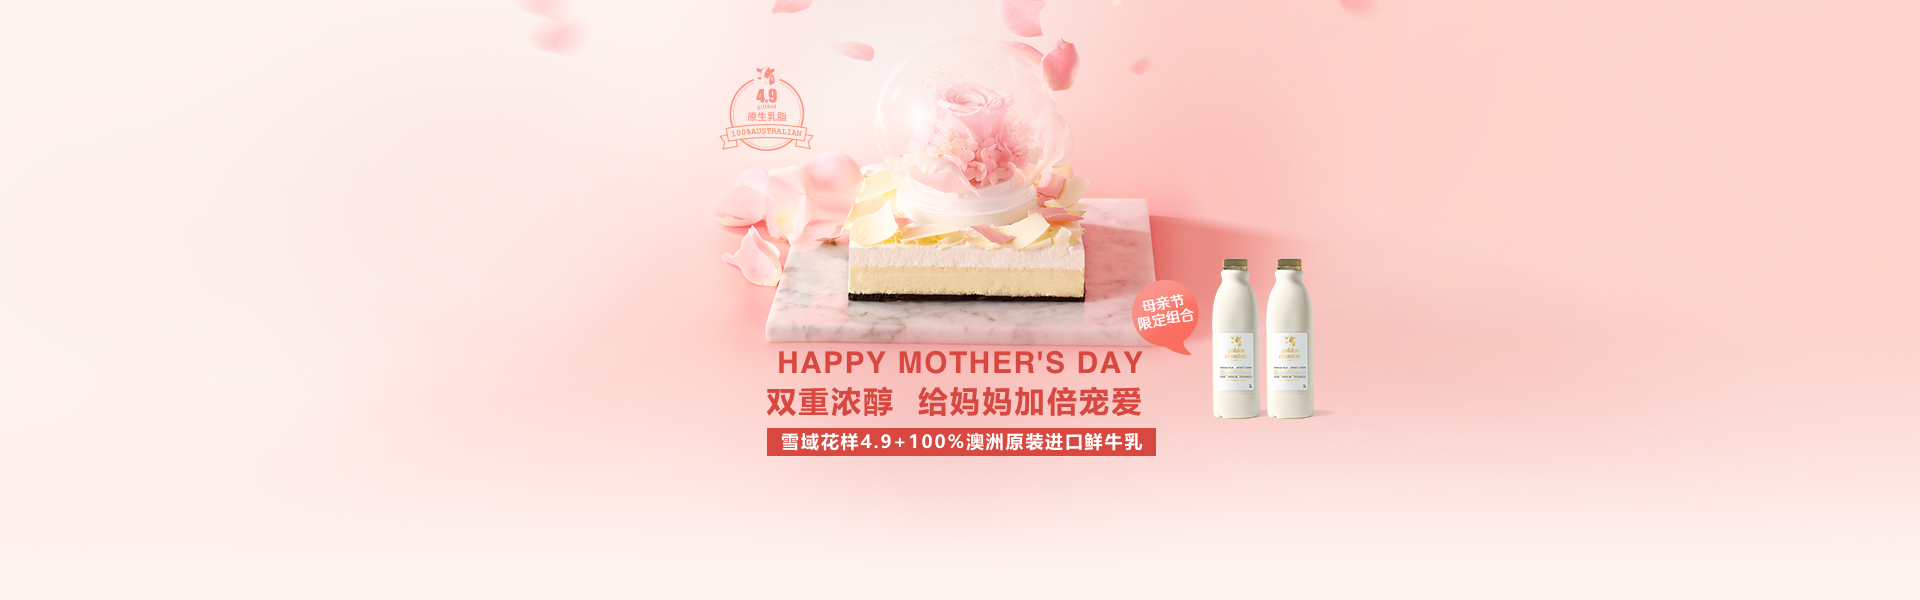 4.9
g/100ml
原生乳脂
100%AUSTRALIAN
母亲节
限定组合
HAPPY MOTHER'S DAY
双重浓醇 给妈妈加倍宠爱
雪域花样4.9+100%澳洲原装进口鲜牛乳